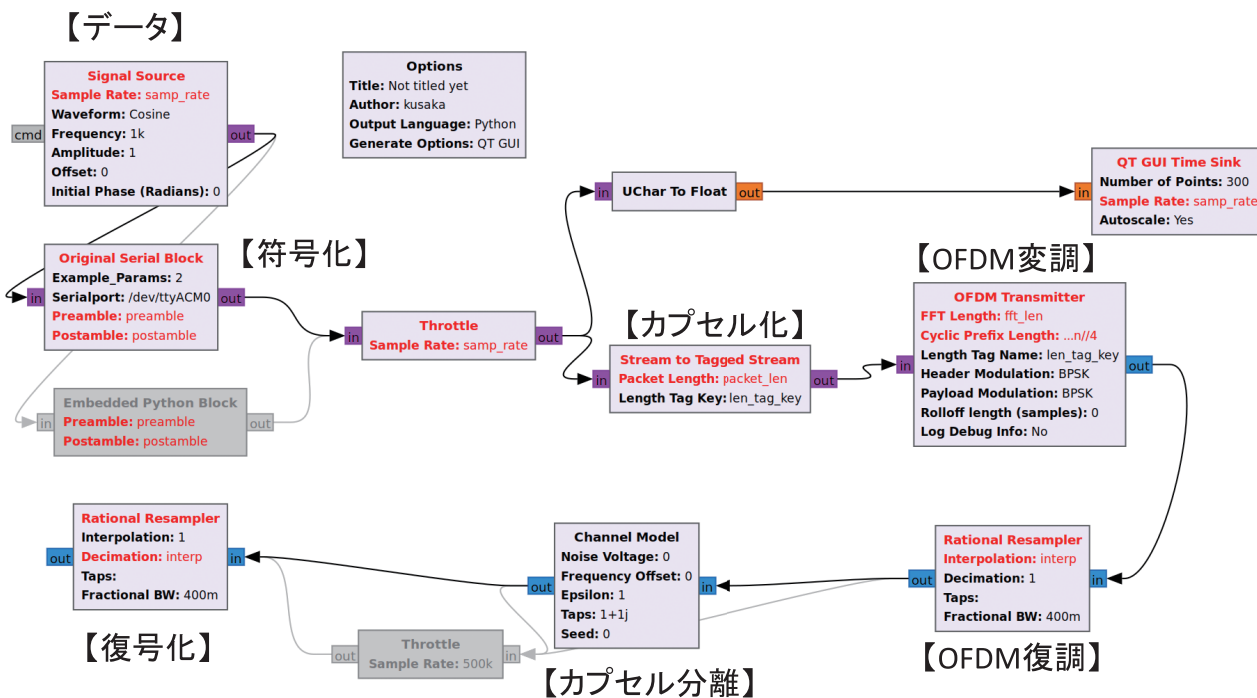 【データ】
Signal Source
Sample Rate: samp_rate
Waveform: Cosine
Frequency: 1k
Amplitude: 1
Offset: 0
Initial Phase (Radians): 0
cmd
out
Options
Title: Not titled yet
Author: kusaka
Output Language: Python
Generate Options: QT GUI
in
UChar To Float
out
in
QT GUI Time Sink
Number of Points: 300
Sample Rate: samp_rate
Autoscale: Yes
【符号化】
Original Serial Block
Example_Params: 2
Serialport: /dev/ttyACM0
Preamble: preamble
Postamble: postamble
in
out
in
Throttle
Sample Rate: samp_rate
out
【カプセル化】
in
Stream to Tagged Stream
Packet Length: packet_len
Length Tag Key: len_tag_key
out
【OFDM変調】
in
OFDM Transmitter
FFT Length: fft_len
Cyclic Prefix Length: ...n//4
Length Tag Name: len_tag_key
Header Modulation: BPSK
Payload Modulation: BPSK
Rolloff length (samples): 0
Log Debug Info: No
out
in
Embedded Python Block
Preamble: preamble
Postamble: postamble
out
out
Rational Resampler
Interpolation: 1
Decimation: interp
Taps:
Fractional BW: 400m
in
【復号化】
out
Throttle
Sample Rate: 500k
in
out
Channel Model
Noise Voltage: 0
Frequency Offset: 0
Epsilon: 1
Taps: 1+1j
Seed: 0
in
【カプセル分離】
out
Rational Resampler
Interpolation: interp
Decimation: 1
Taps:
Fractional BW: 400m
in
【OFDM復調】